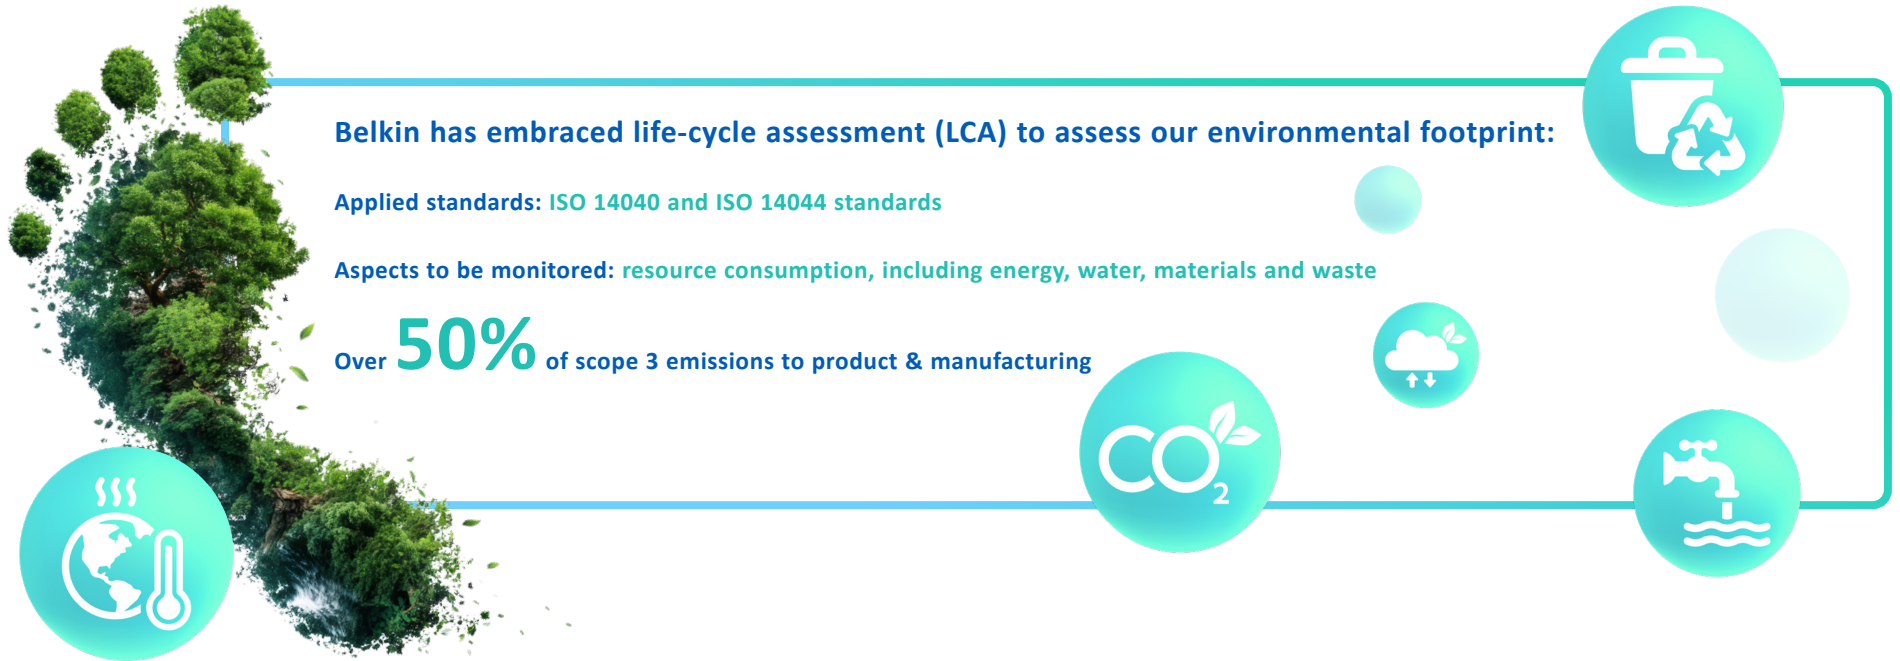 Belkin has embraced life-cycle assessment (LCA) to assess our environmental footprint:
Applied standards: ISO 14040 and ISO 14044 standards
Aspects to be monitored: resource consumption, including energy, water, materials and waste
Over 50% of scope 3 emissions to product & manufacturing
CO2